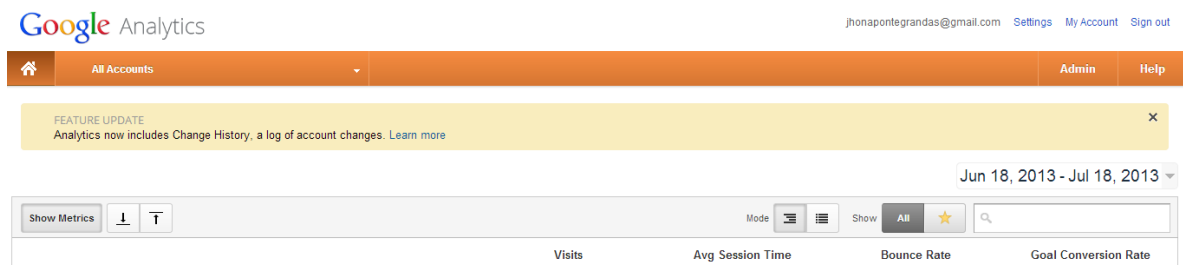 Google Analytics
jhonapontegrandas@gmail.com Settings My Account Sign out
All Accounts Admin Help
FEATURE UPDATE
Analytics now includes Change History, a log of account changes. Learn more
Jun 18, 2013 - Jul 18, 2013
Show Metrics Mode Show All
Visits Avg Session Time Bounce Rate Goal Conversion Rate